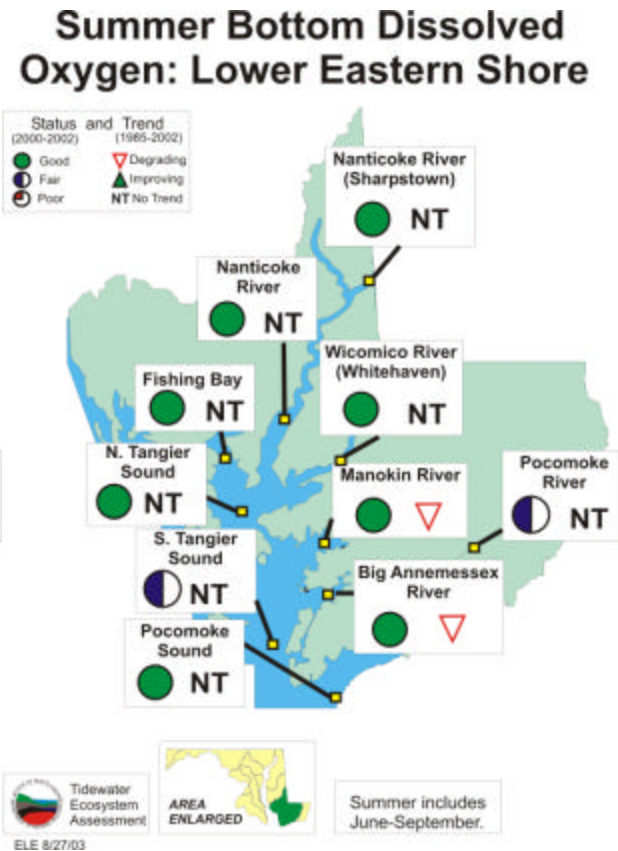 Summer Bottom Dissolved
Oxygen: Lower Eastern Shore
Status and Trend
(2000-2002) (1985-2002)
Good Degrading
Fair Improving
Poor NT No Trend
Nanticoke River
(Sharpstown)
NT
Nanticoke
River
NT
Wicomico River
(Whitehaven)
NT
Fishing Bay
NT
N. Tangier
Sound
NT
Manokin River
Pocomoke
River
NT
S. Tangier
Sound
NT
Big Annemessex
River
Pocomoke
Sound
NT
Tidewater
Ecosystem
Assessment
AREA
ENLARGED
Summer includes
June-September.
ELE 8/27/03